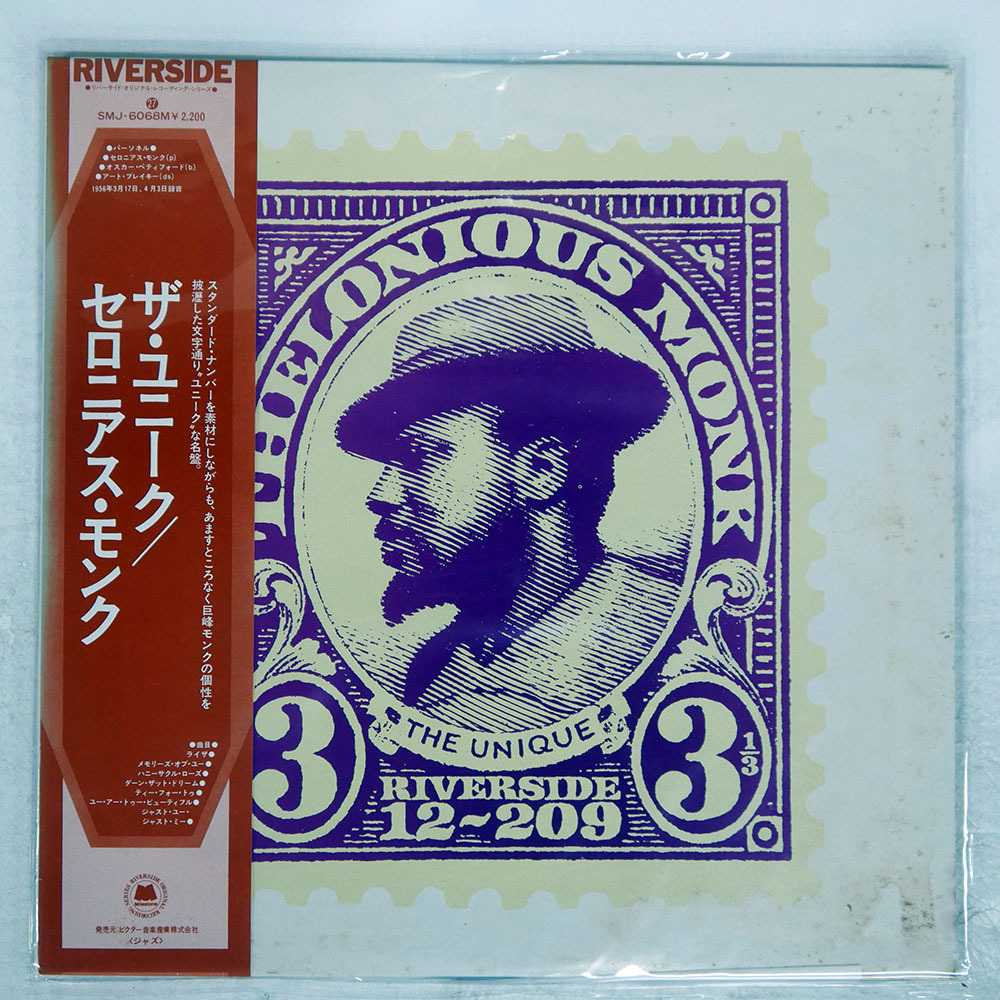 RIVERSIDE
●リバーサイド・オリジナル・レコーディング・シリーズ●
㉗
SMJ-6068M ¥2,200
●パーソネル●
●セロニアス・モンク(p)
●オスカー・ペティフォード(b)
●アート・ブレイキー(ds)
1956年3月17日、4月3日録音
ザ・ユニーク/
セロニアス・モンク
スタンダード・ナンバーを素材にしながらも、あますところなく巨峰モンクの個性を
披瀝した文字通り“ユニーク”な名盤。
●曲目●
ライザ●
メモリーズ・オブ・ユー●
ハニーサクル・ローズ●
ダーン・ザット・ドリーム●
ティー・フォー・トゥ●
ユー・アー・トゥー・ビューティフル●
ジャスト・ユー・
ジャスト・ミー●
RIVERSIDE ORIGINAL RECORDING SERIES
Milestone
発売元:ビクター音楽産業株式会社
〈ジャズ〉
THELONIOUS MONK
THE UNIQUE
3
3 1/3
RIVERSIDE
12~209